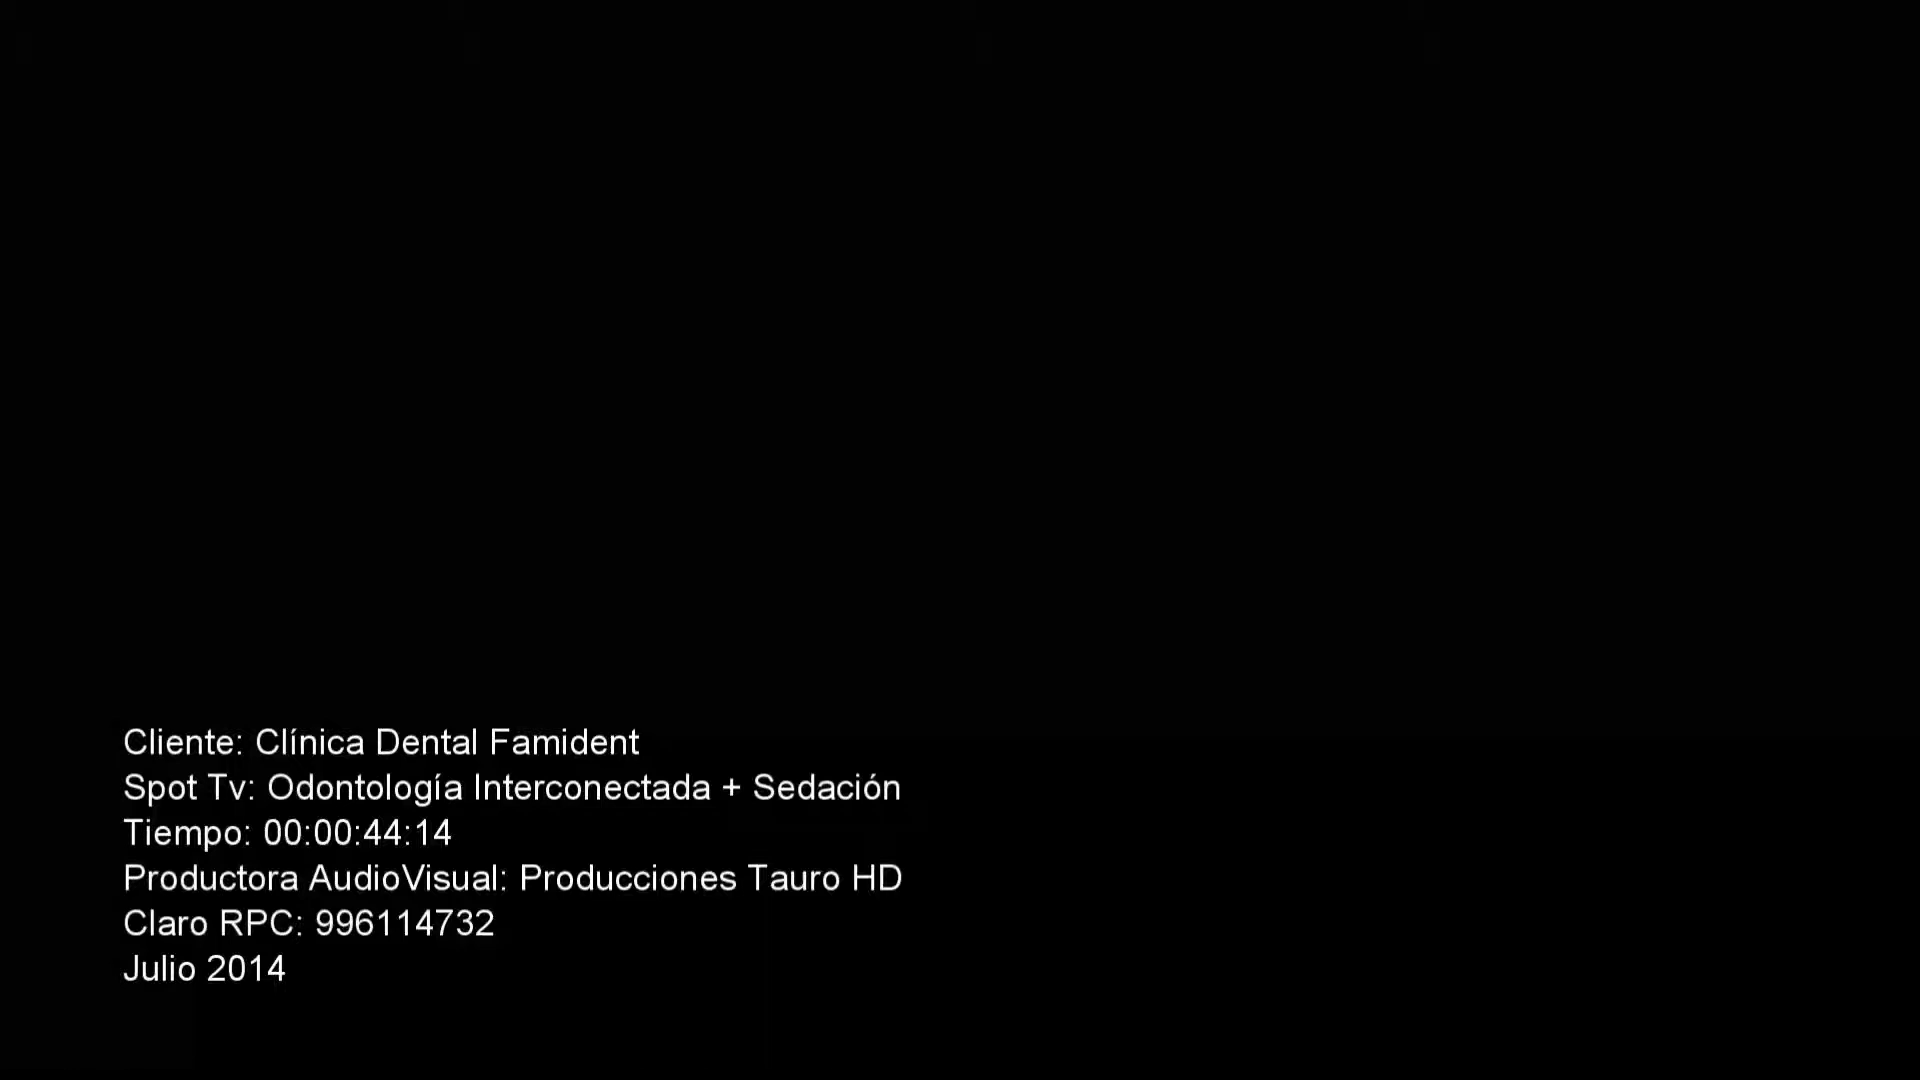 Cliente: Clínica Dental Famident
Spot Tv: Odontología Interconectada + Sedación
Tiempo: 00:00:44:14
Productora AudioVisual: Producciones Tauro HD
Claro RPC: 996114732
Julio 2014